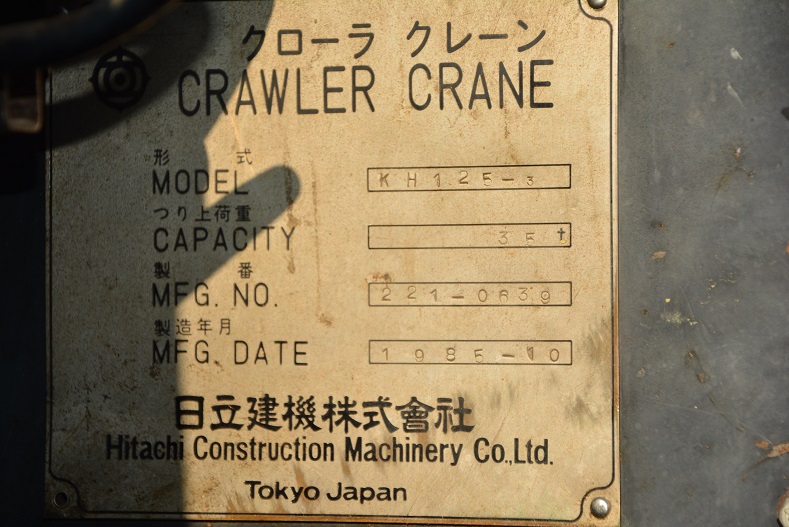 クローラ クレーン
CRAWLER CRANE
形 式
MODEL KH125-3
つり上荷重
CAPACITY 35t
製 番
MFG. NO. 221-0639
製造年月
MFG. DATE 1985-10
日立建機株式會社
Hitachi Construction Machinery Co.,Ltd.
Tokyo Japan